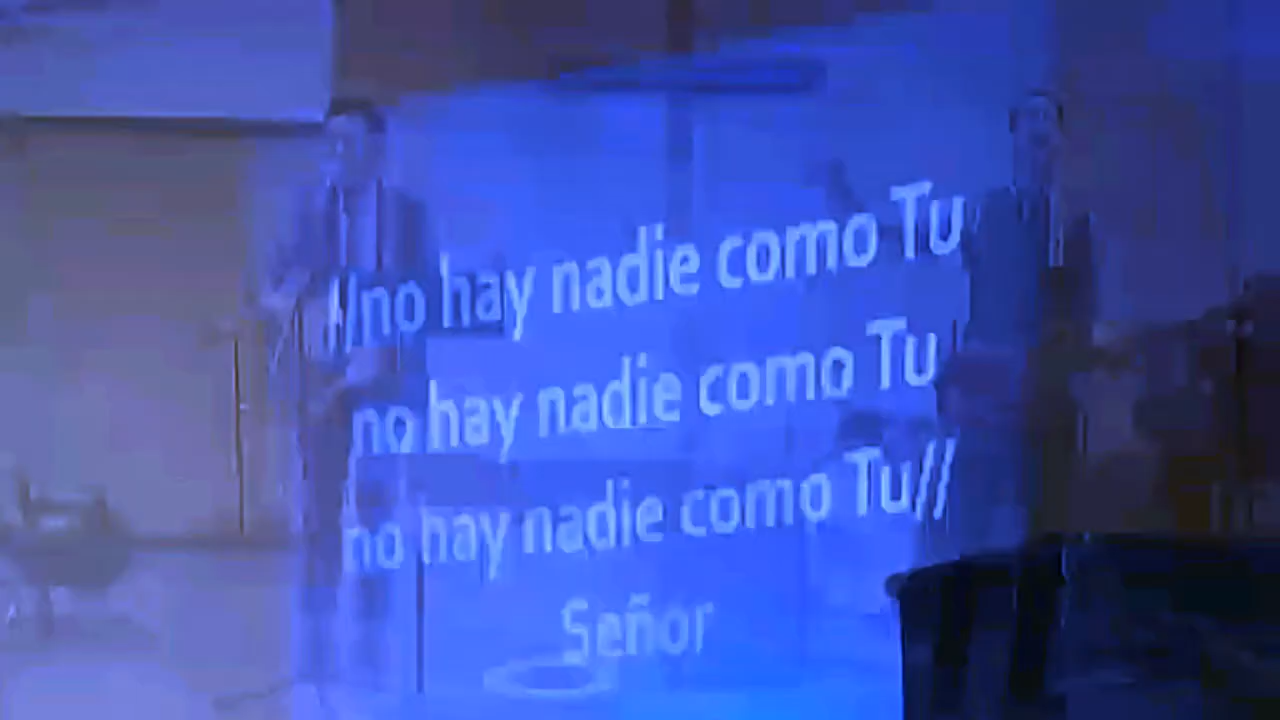 //no hay nadie como Tu
no hay nadie como Tu
no hay nadie como Tu//
Señor